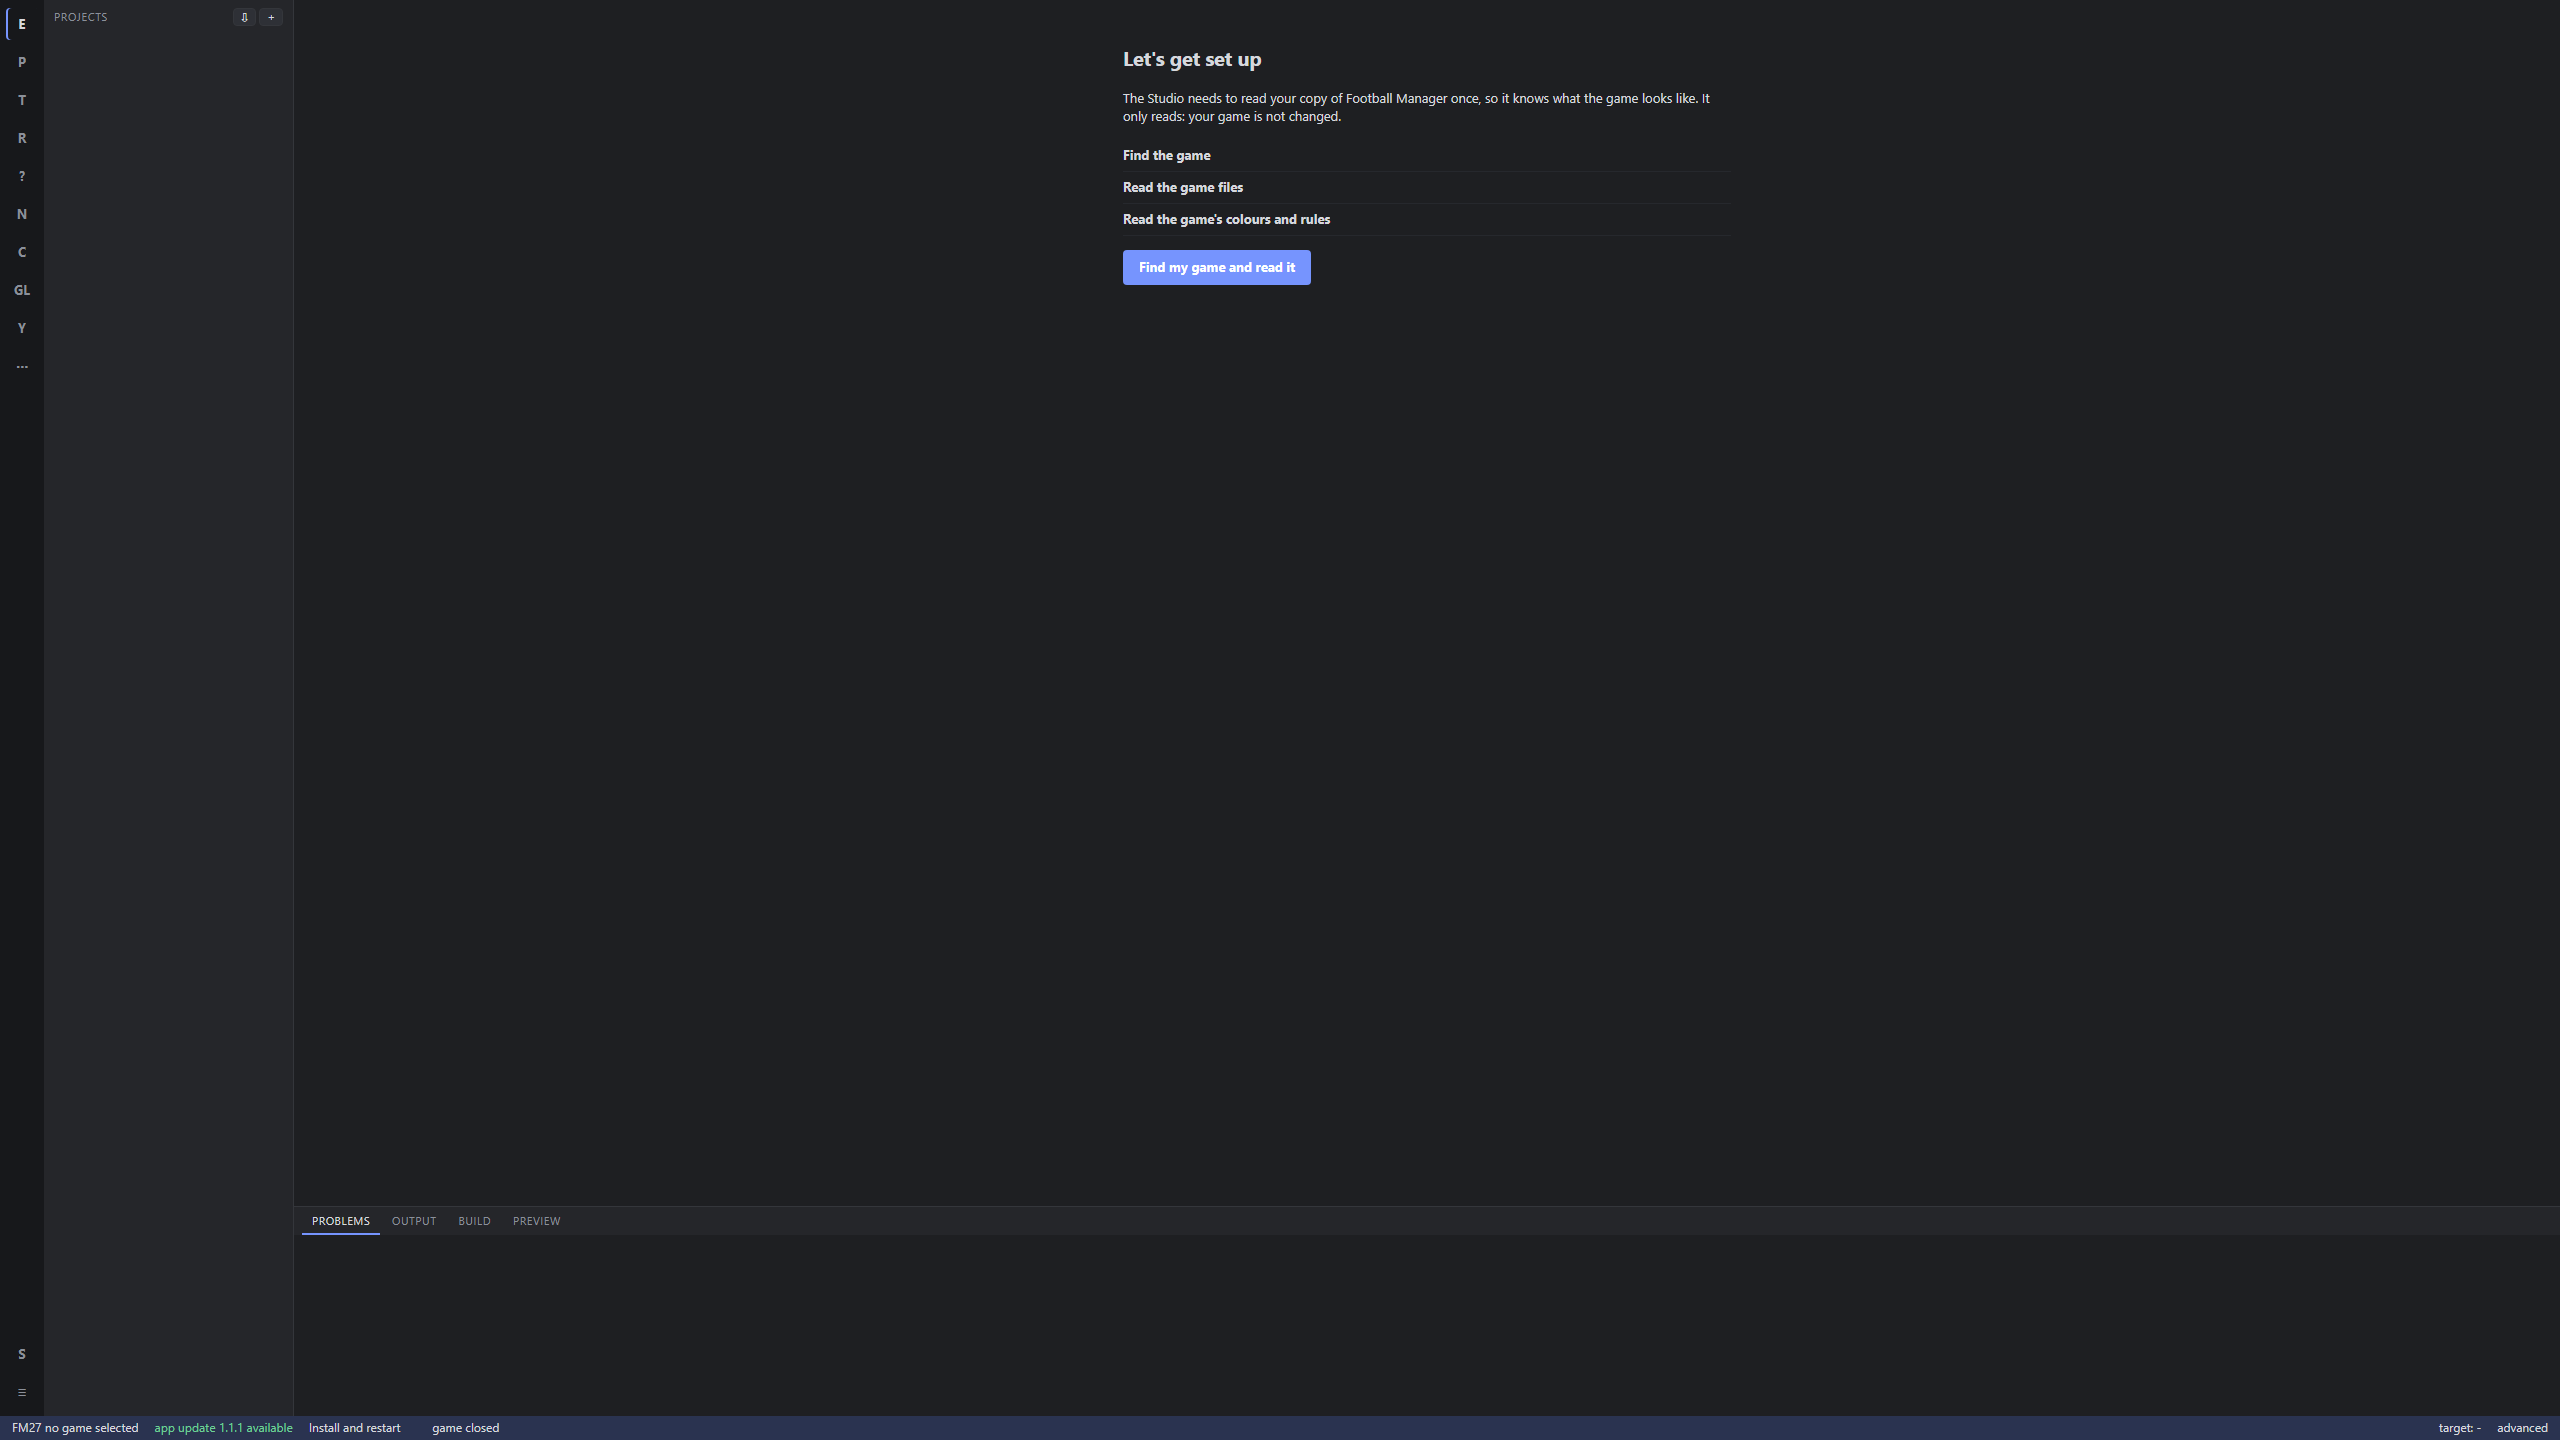 E
P
T
R
?
N
C
GL
Y
...
S
☰
PROJECTS
⇩ +
Let's get set up
The Studio needs to read your copy of Football Manager once, so it knows what the game looks like. It
only reads: your game is not changed.
Find the game
Read the game files
Read the game's colours and rules
Find my game and read it
PROBLEMS OUTPUT BUILD PREVIEW
FM27 no game selected app update 1.1.1 available Install and restart game closed target: - advanced